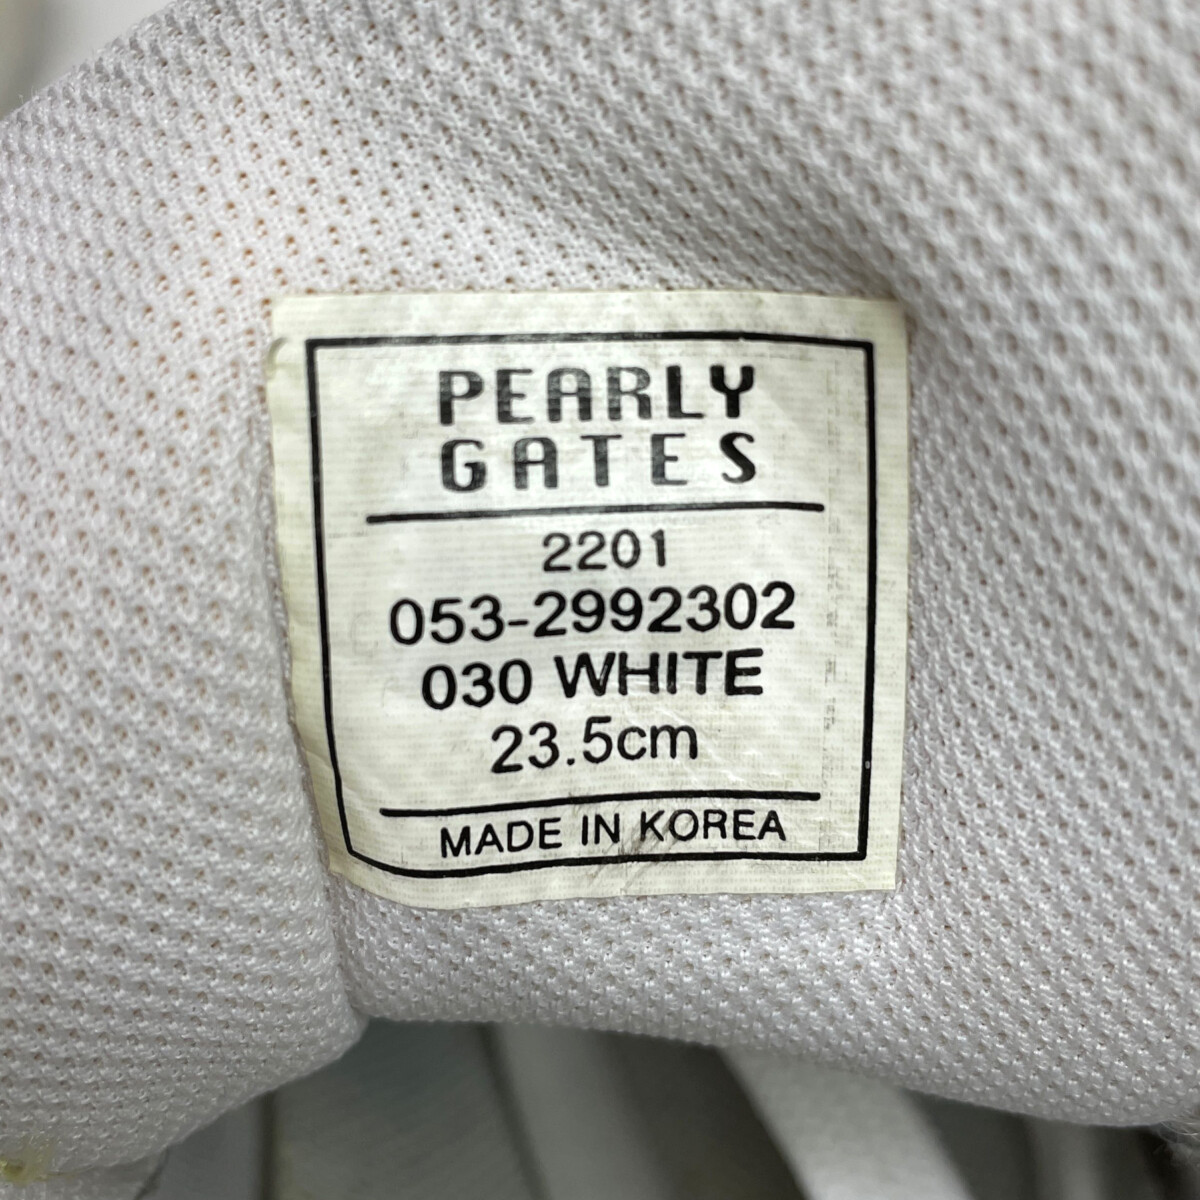 PEARLY
GATES
2201
053-2992302
030 WHITE
23.5cm
MADE IN KOREA